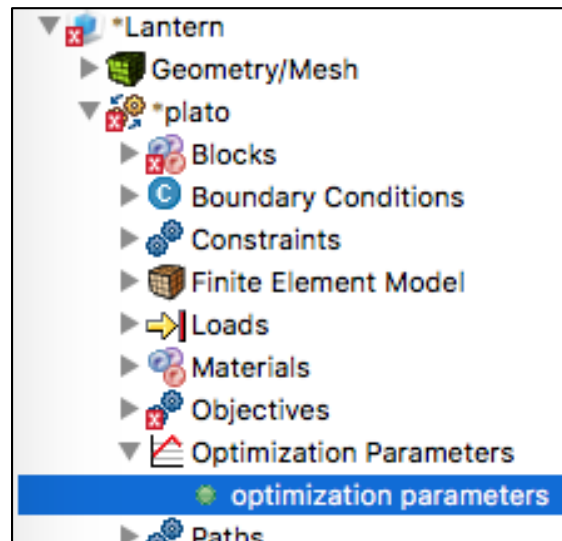 *Lantern
Geometry/Mesh
*plato
Blocks
Boundary Conditions
Constraints
Finite Element Model
Loads
Materials
Objectives
Optimization Parameters
optimization parameters
Paths